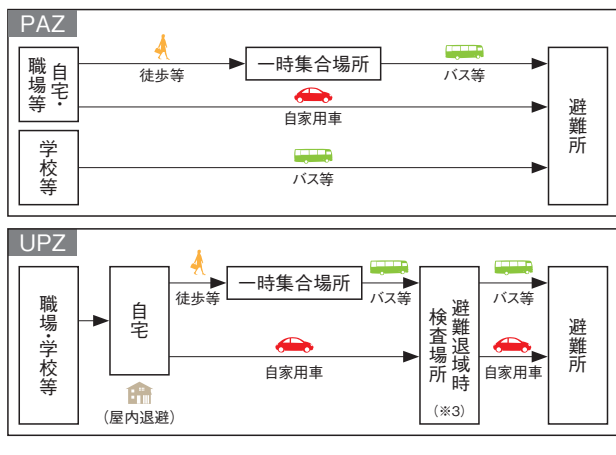 PAZ
自宅・
職場等
徒歩等
一時集合場所
バス等
自家用車
避難所
学校等
バス等
UPZ
職場・学校等
自宅
(屋内退避)
徒歩等
一時集合場所
バス等
自家用車
避難退域時
検査場所
(※3)
バス等
自家用車
避難所